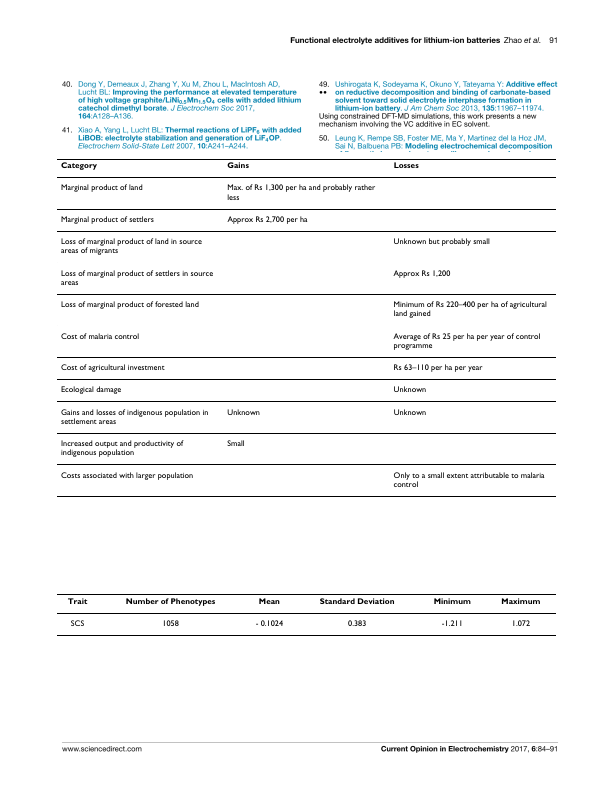 Functional electrolyte additives for lithium-ion batteries Zhao et al. 91
40. Dong Y, Demeaux J, Zhang Y, Xu M, Zhou L, MacIntosh AD,
Lucht BL: Improving the performance at elevated temperature
of high voltage graphite/LiNi0.5Mn1.5O4 cells with added lithium
catechol dimethyl borate. J Electrochem Soc 2017,
164:A128–A136.
41. Xiao A, Yang L, Lucht BL: Thermal reactions of LiPF6 with added
LiBOB: electrolyte stabilization and generation of LiF4OP.
Electrochem Solid-State Lett 2007, 10:A241–A244.
49. Ushirogata K, Sodeyama K, Okuno Y, Tateyama Y: Additive effect
•• on reductive decomposition and binding of carbonate-based
solvent toward solid electrolyte interphase formation in
lithium-ion battery. J Am Chem Soc 2013, 135:11967–11974.
Using constrained DFT-MD simulations, this work presents a new
mechanism involving the VC additive in EC solvent.
50. Leung K, Rempe SB, Foster ME, Ma Y, Martinez del la Hoz JM,
Sai N, Balbuena PB: Modeling electrochemical decomposition
Category Gains Losses
Marginal product of land Max. of Rs 1,300 per ha and probably rather
less
Marginal product of settlers Approx Rs 2,700 per ha
Loss of marginal product of land in source Unknown but probably small
areas of migrants
Loss of marginal product of settlers in source Approx Rs 1,200
areas
Loss of marginal product of forested land Minimum of Rs 220–400 per ha of agricultural
land gained
Cost of malaria control Average of Rs 25 per ha per year of control
programme
Cost of agricultural investment Rs 63–110 per ha per year
Ecological damage Unknown
Gains and losses of indigenous population in Unknown Unknown
settlement areas
Increased output and productivity of Small
indigenous population
Costs associated with larger population Only to a small extent attributable to malaria
control
Trait Number of Phenotypes Mean Standard Deviation Minimum Maximum
SCS 1058 - 0.1024 0.383 -1.211 1.072
www.sciencedirect.com Current Opinion in Electrochemistry 2017, 6:84–91